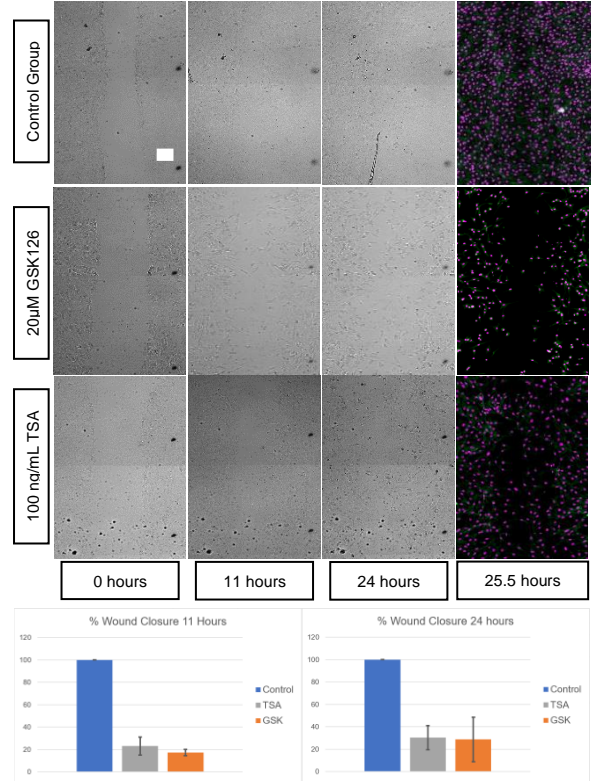 Control Group
20µM GSK126
100 ng/mL TSA
0 hours
11 hours
24 hours
25.5 hours
% Wound Closure 11 Hours
120
100
80
60
40
20
0
Control
TSA
GSK
% Wound Closure 24 hours
120
100
80
60
40
20
0
Control
TSA
GSK